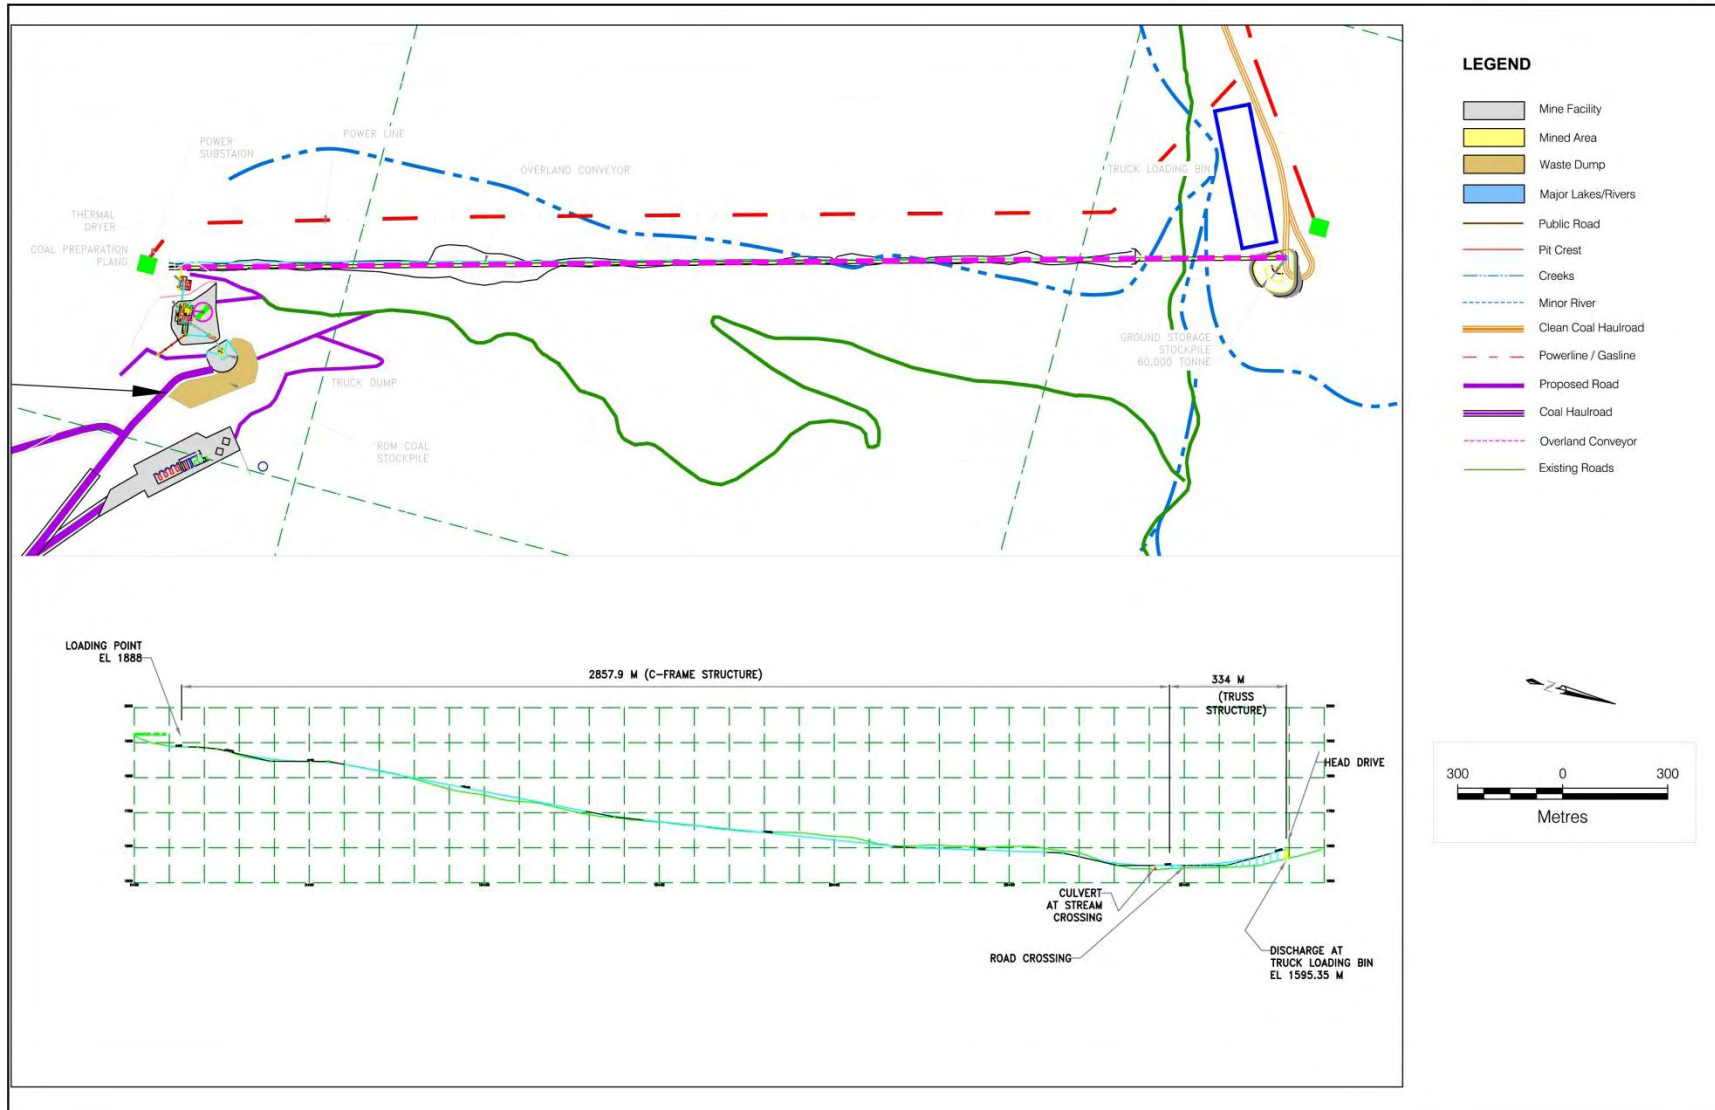 POWER
SUBSTAION
POWER LINE
OVERLAND CONVEYOR
TRUCK LOADING BIN
THERMAL
DRYER
COAL PREPARATION
PLANG
GROUND STORAGE
STOCKPILE
60,000 TONNE
TRUCK DUMP
ROM COAL
STOCKPILE
LEGEND
Mine Facility
Mined Area
Waste Dump
Major Lakes/Rivers
Public Road
Pit Crest
Creeks
Minor River
Clean Coal Haulroad
Powerline / Gasline
Proposed Road
Coal Haulroad
Overland Conveyor
Existing Roads
N
300 0 300
Metres
LOADING POINT
EL 1888
2857.9 M (C-FRAME STRUCTURE)
334 M
(TRUSS
STRUCTURE)
HEAD DRIVE
CULVERT
AT STREAM
CROSSING
ROAD CROSSING
DISCHARGE AT
TRUCK LOADING BIN
EL 1595.35 M